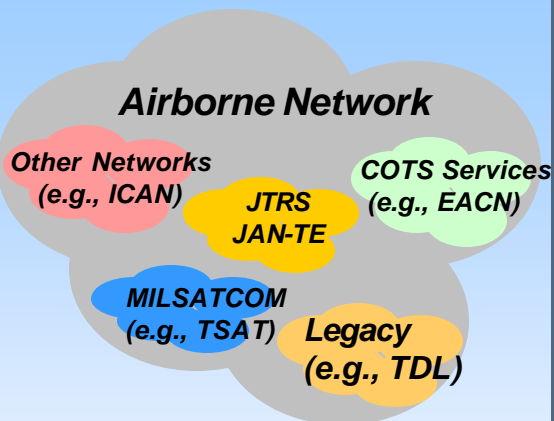 Airborne Network
Other Networks
(e.g., ICAN)
COTS Services
(e.g., EACN)
JTRS
JAN-TE
MILSATCOM
(e.g., TSAT)
Legacy
(e.g., TDL)